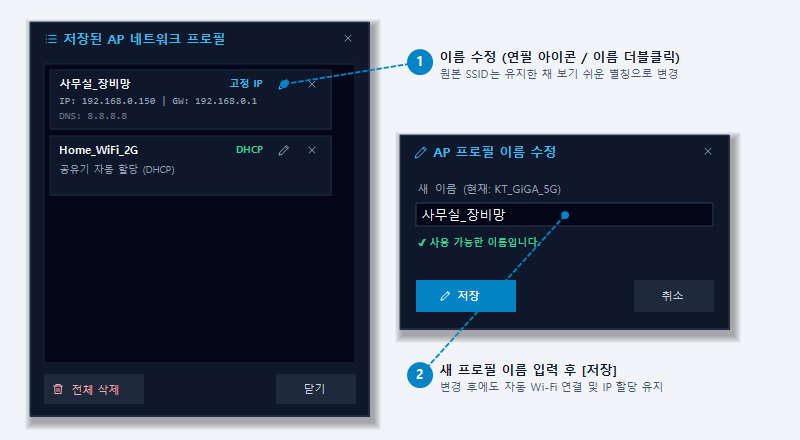 저장된 AP 네트워크 프로필
사무실_장비망
고정 IP
IP: 192.168.0.150 | GW: 192.168.0.1
DNS: 8.8.8.8
Home_WiFi_2G
DHCP
공유기 자동 할당 (DHCP)
전체 삭제
닫기
1
이름 수정 (연필 아이콘 / 이름 더블클릭)
원본 SSID는 유지한 채 보기 쉬운 별칭으로 변경
AP 프로필 이름 수정
새 이름 (현재: KT_GiGA_5G)
사무실_장비망
✔ 사용 가능한 이름입니다.
저장
취소
2
새 프로필 이름 입력 후 [저장]
변경 후에도 자동 Wi-Fi 연결 및 IP 할당 유지